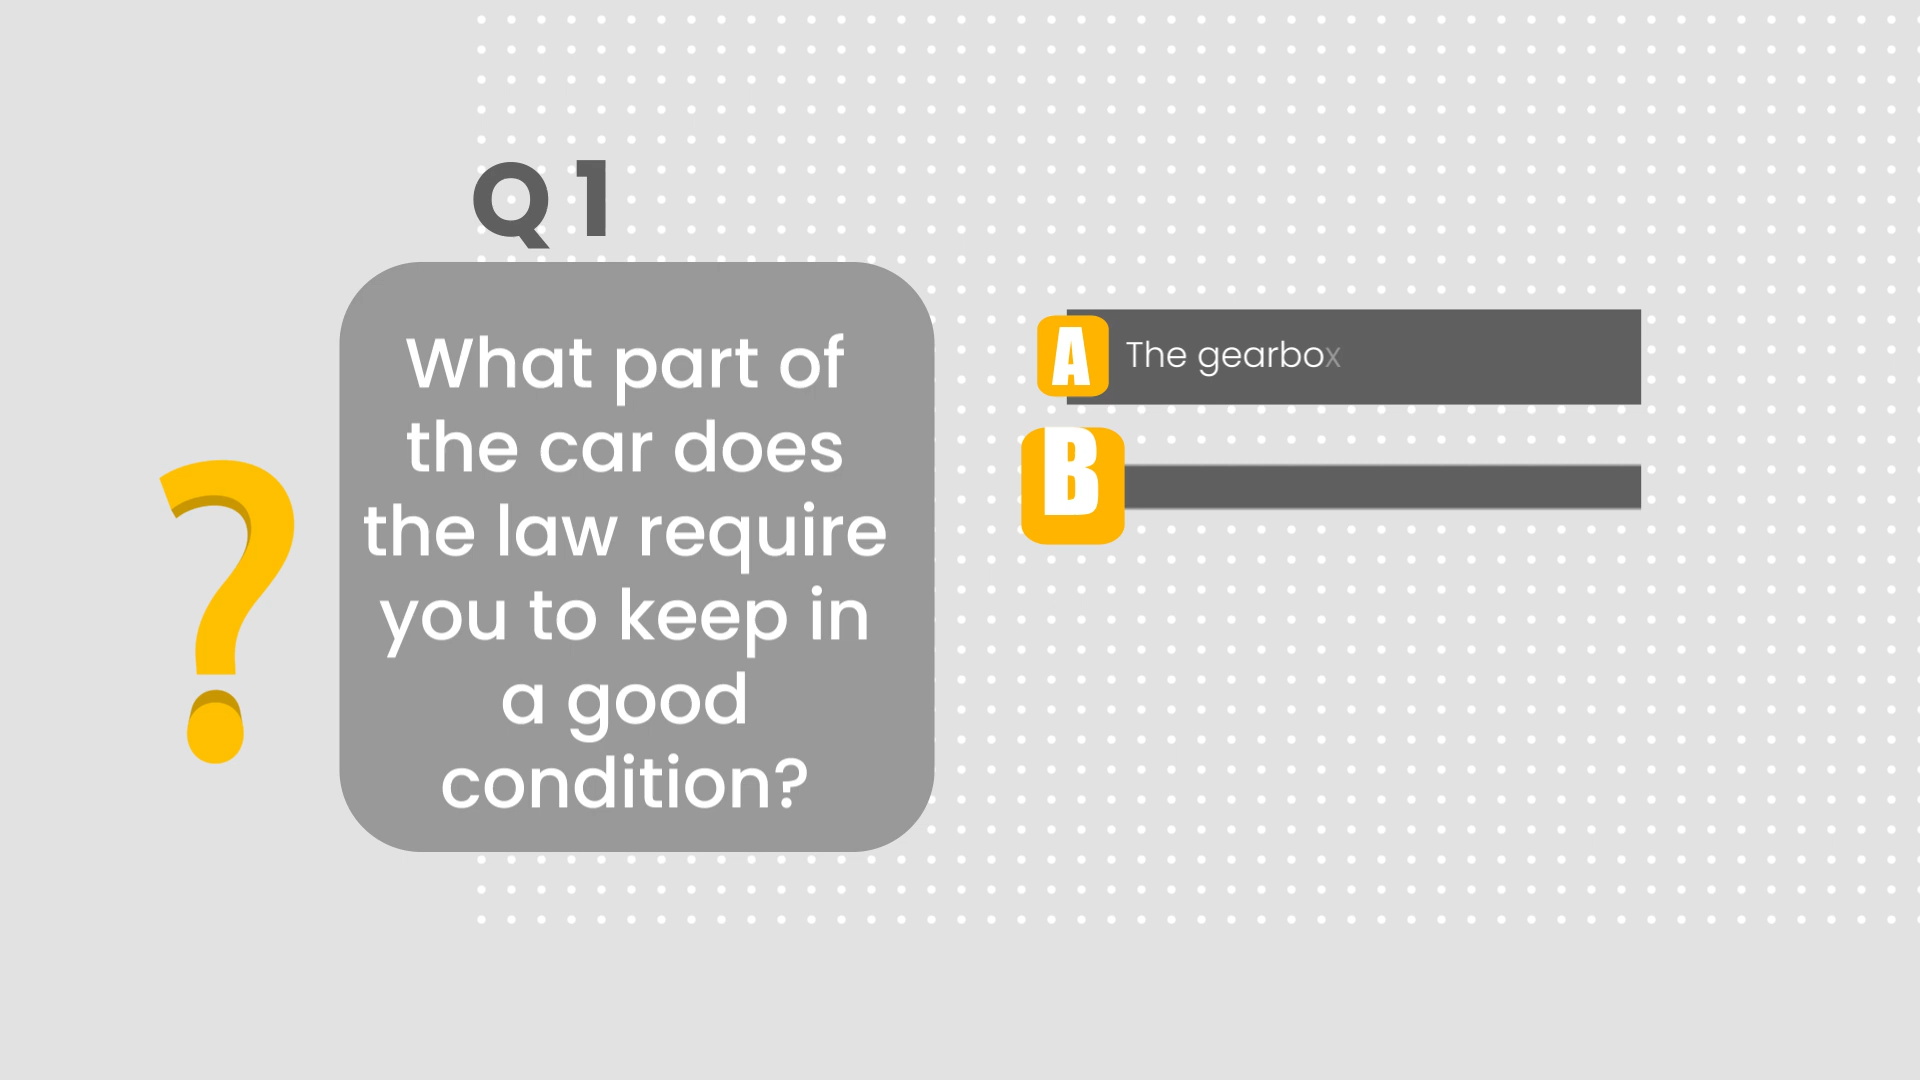 Q1
What part of
the car does
the law require
you to keep in
a good
condition?
?
A
The gearbox
B